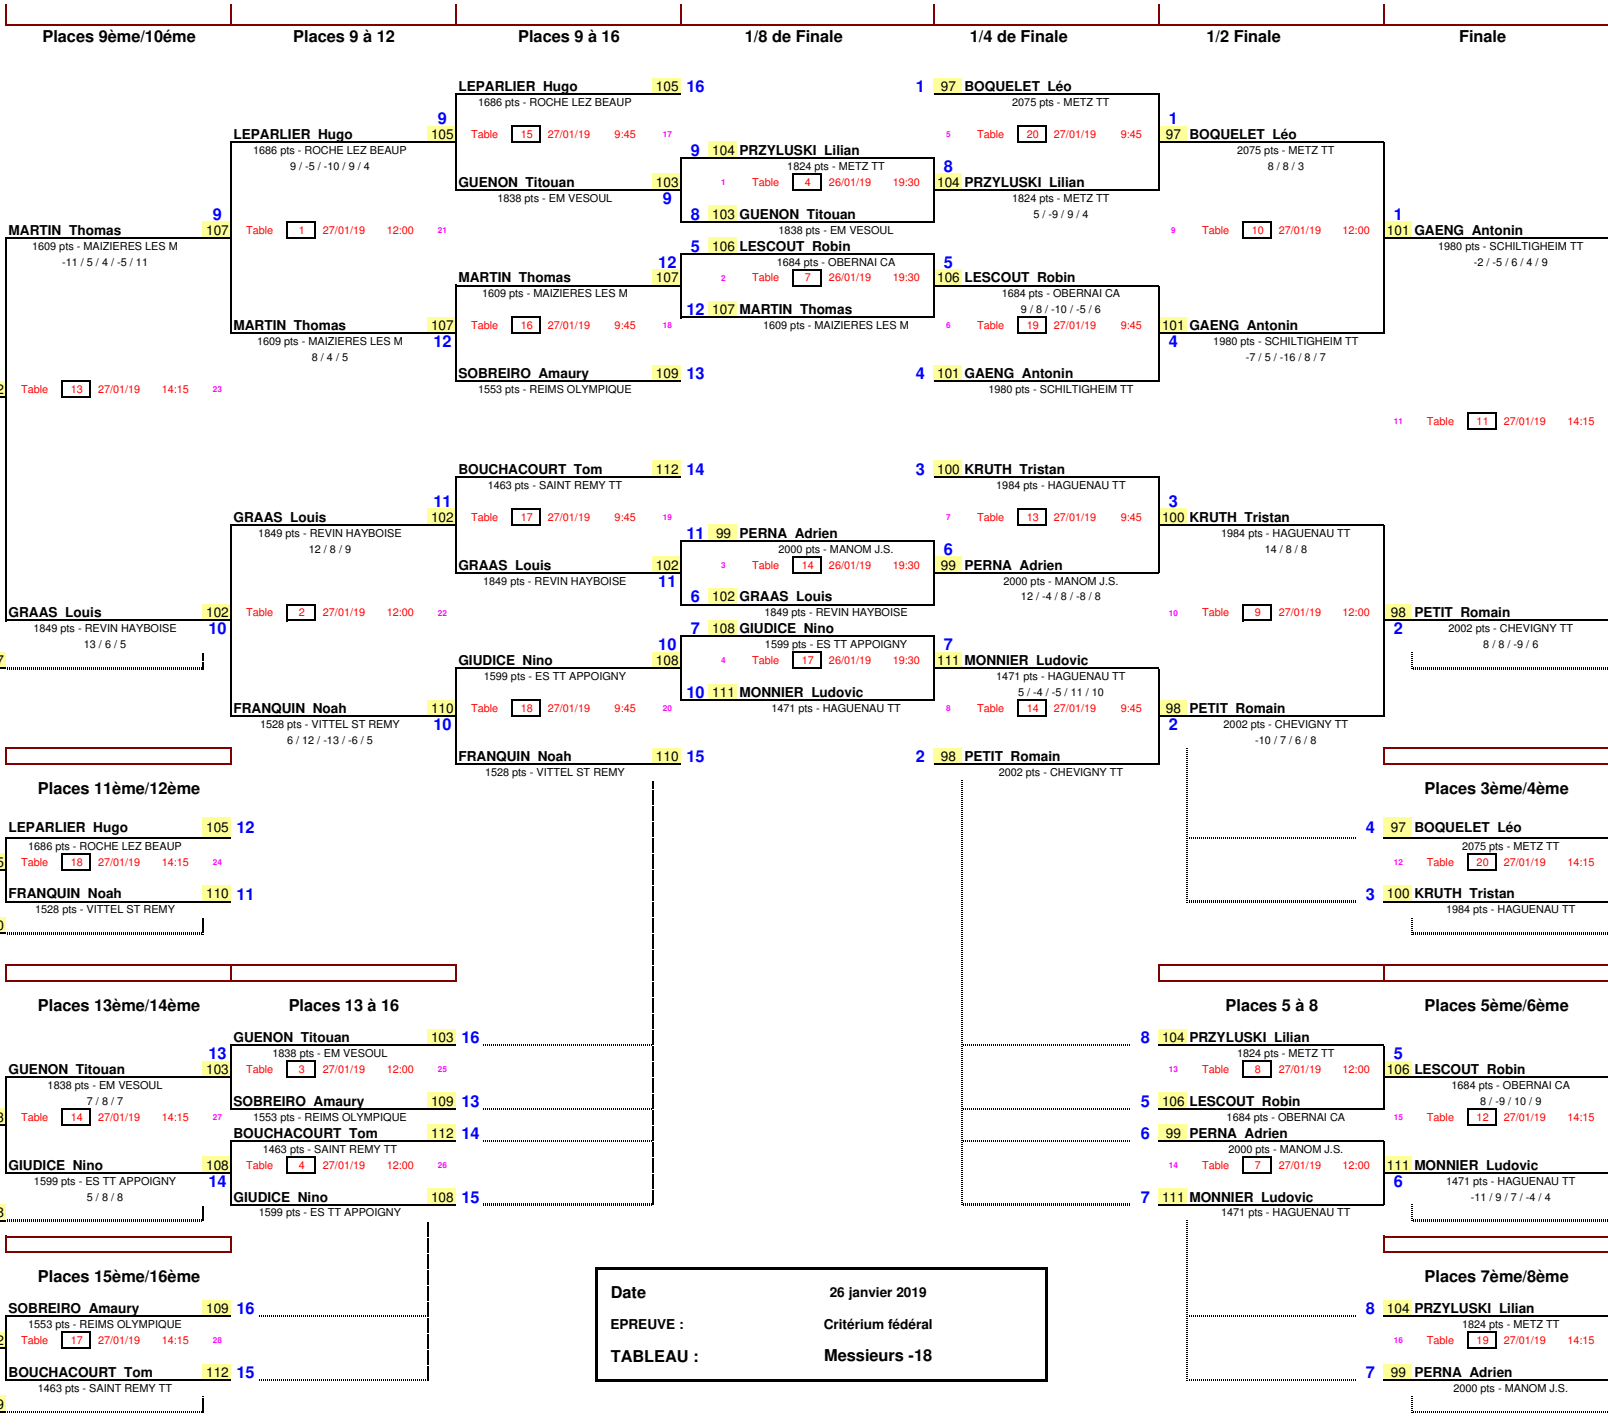 Places 9ème/10éme
Places 9 à 12
Places 9 à 16
1/8 de Finale
1/4 de Finale
1/2 Finale
Finale
LEPARLIER Hugo 105 16
1686 pts - ROCHE LEZ BEAUP
1 97 BOQUELET Léo
2075 pts - METZ TT
9
LEPARLIER Hugo 105
1686 pts - ROCHE LEZ BEAUP
9 / -5 / -10 / 9 / 4
Table 15 27/01/19 9:45 17
5 Table 20 27/01/19 9:45
1
97 BOQUELET Léo
2075 pts - METZ TT
8 / 8 / 3
9 104 PRZYLUSKI Lilian
1824 pts - METZ TT
GUENON Titouan 103
1838 pts - EM VESOUL 9
1 Table 4 26/01/19 19:30
8
104 PRZYLUSKI Lilian
1824 pts - METZ TT
5 / -9 / 9 / 4
8 103 GUENON Titouan
1838 pts - EM VESOUL
9
MARTIN Thomas 107
1609 pts - MAIZIERES LES M
-11 / 5 / 4 / -5 / 11
Table 1 27/01/19 12:00 21
9 Table 10 27/01/19 12:00
1
101 GAENG Antonin
1980 pts - SCHILTIGHEIM TT
-2 / -5 / 6 / 4 / 9
5 106 LESCOUT Robin
1684 pts - OBERNAI CA
12
MARTIN Thomas 107
1609 pts - MAIZIERES LES M
2 Table 7 26/01/19 19:30
5
106 LESCOUT Robin
1684 pts - OBERNAI CA
9 / 8 / -10 / -5 / 6
12 107 MARTIN Thomas
1609 pts - MAIZIERES LES M
MARTIN Thomas 107
1609 pts - MAIZIERES LES M 12
8 / 4 / 5
Table 16 27/01/19 9:45 18
6 Table 19 27/01/19 9:45
101 GAENG Antonin
4 1980 pts - SCHILTIGHEIM TT
-7 / 5 / -16 / 8 / 7
SOBREIRO Amaury 109 13
1553 pts - REIMS OLYMPIQUE
4 101 GAENG Antonin
1980 pts - SCHILTIGHEIM TT
Table 13 27/01/19 14:15 23
11 Table 11 27/01/19 14:15
BOUCHACOURT Tom 112 14
1463 pts - SAINT REMY TT
3 100 KRUTH Tristan
1984 pts - HAGUENAU TT
11
GRAAS Louis 102
1849 pts - REVIN HAYBOISE
12 / 8 / 9
Table 17 27/01/19 9:45 19
7 Table 13 27/01/19 9:45
3
100 KRUTH Tristan
1984 pts - HAGUENAU TT
14 / 8 / 8
11 99 PERNA Adrien
2000 pts - MANOM J.S.
GRAAS Louis 102
1849 pts - REVIN HAYBOISE 11
3 Table 14 26/01/19 19:30
6
99 PERNA Adrien
2000 pts - MANOM J.S.
12 / -4 / 8 / -8 / 8
6 102 GRAAS Louis
1849 pts - REVIN HAYBOISE
GRAAS Louis 102
1849 pts - REVIN HAYBOISE 10
13 / 6 / 5
Table 2 27/01/19 12:00 22
10 Table 9 27/01/19 12:00
98 PETIT Romain
2 2002 pts - CHEVIGNY TT
8 / 8 / -9 / 6
7 108 GIUDICE Nino
1599 pts - ES TT APPOIGNY
10
GIUDICE Nino 108
1599 pts - ES TT APPOIGNY
4 Table 17 26/01/19 19:30
7
111 MONNIER Ludovic
1471 pts - HAGUENAU TT
5 / -4 / -5 / 11 / 10
10 111 MONNIER Ludovic
1471 pts - HAGUENAU TT
FRANQUIN Noah 110
1528 pts - VITTEL ST REMY 10
6 / 12 / -13 / -6 / 5
Table 18 27/01/19 9:45 20
8 Table 14 27/01/19 9:45
98 PETIT Romain
2 2002 pts - CHEVIGNY TT
-10 / 7 / 6 / 8
FRANQUIN Noah 110 15
1528 pts - VITTEL ST REMY
2 98 PETIT Romain
2002 pts - CHEVIGNY TT
Places 11ème/12ème
Places 3ème/4ème
LEPARLIER Hugo 105 12
1686 pts - ROCHE LEZ BEAUP
Table 18 27/01/19 14:15 24
FRANQUIN Noah 110 11
1528 pts - VITTEL ST REMY
4 97 BOQUELET Léo
2075 pts - METZ TT
12 Table 20 27/01/19 14:15
3 100 KRUTH Tristan
1984 pts - HAGUENAU TT
Places 13ème/14ème
Places 13 à 16
Places 5 à 8
Places 5ème/6ème
GUENON Titouan 103 16
1838 pts - EM VESOUL
Table 3 27/01/19 12:00 25
SOBREIRO Amaury 109 13
1553 pts - REIMS OLYMPIQUE
13
GUENON Titouan 103
1838 pts - EM VESOUL
7 / 8 / 7
Table 14 27/01/19 14:15 27
BOUCHACOURT Tom 112 14
1463 pts - SAINT REMY TT
Table 4 27/01/19 12:00 26
GIUDICE Nino 108 15
1599 pts - ES TT APPOIGNY
GIUDICE Nino 108
1599 pts - ES TT APPOIGNY 14
5 / 8 / 8
8 104 PRZYLUSKI Lilian
1824 pts - METZ TT
13 Table 8 27/01/19 12:00
5 106 LESCOUT Robin
1684 pts - OBERNAI CA
5
106 LESCOUT Robin
1684 pts - OBERNAI CA
8 / -9 / 10 / 9
15 Table 12 27/01/19 14:15
6 99 PERNA Adrien
2000 pts - MANOM J.S.
14 Table 7 27/01/19 12:00
7 111 MONNIER Ludovic
1471 pts - HAGUENAU TT
111 MONNIER Ludovic
6 1471 pts - HAGUENAU TT
-11 / 9 / 7 / -4 / 4
Places 15ème/16ème
Places 7ème/8ème
SOBREIRO Amaury 109 16
1553 pts - REIMS OLYMPIQUE
Table 17 27/01/19 14:15 28
BOUCHACOURT Tom 112 15
1463 pts - SAINT REMY TT
Date 26 janvier 2019
EPREUVE : Critérium fédéral
TABLEAU : Messieurs -18
8 104 PRZYLUSKI Lilian
1824 pts - METZ TT
16 Table 19 27/01/19 14:15
7 99 PERNA Adrien
2000 pts - MANOM J.S.